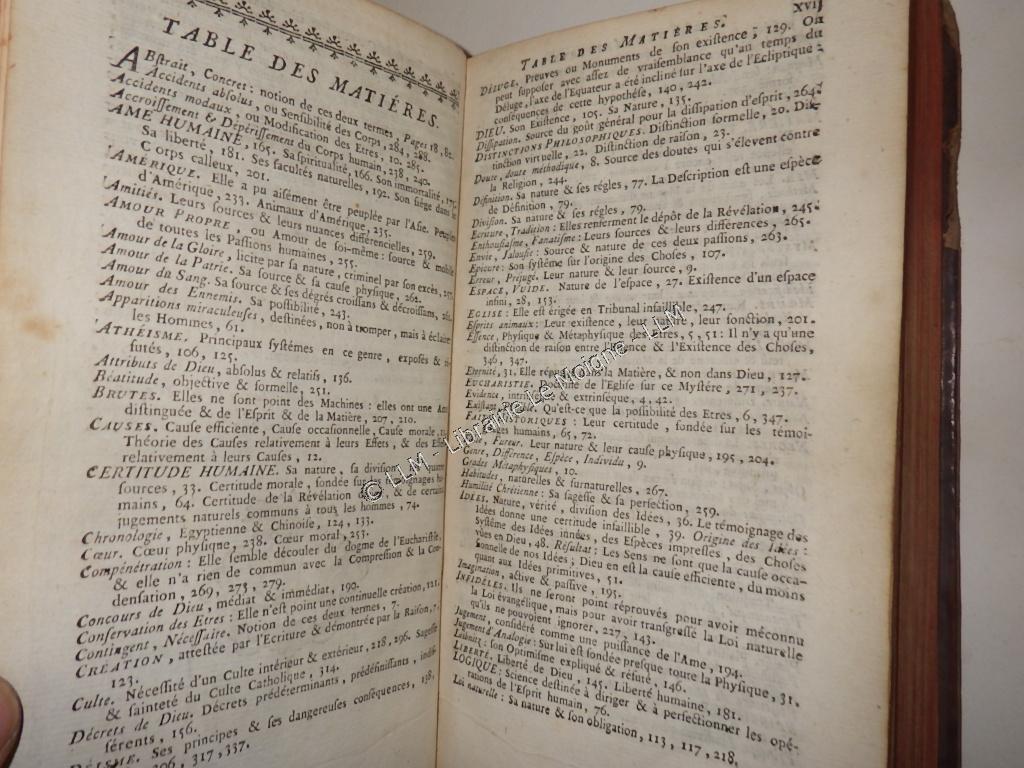 TABLE DES MATIÉRES.
ABſtrait, Concret: notion de ces deux termes, Pages 18, 82.
Accidents abſolus, ou Senſibilité des Corps, 284, 288.
Accidents modaux, ou Modification des Etres, 10. 285.
Accroiſſement & Dépériſſement du Corps humain, 238, 240.
AME HUMAINE, 165. Sa ſpiritualité, 166. Son immortalité,
Sa liberté, 181. Ses facultés naturelles, 192. Son ſiége dans le
Corps calleux, 201.
AMÉRIQUE. Elle a pu aiſément être peuplée par l'Aſie. Peuples
d'Amérique, 233. Animaux d'Amérique, 235.
Amitiés. Leurs ſources & leurs nuances différencielles, 259.
AMOUR PROPRE, ou Amour de ſoi-même: ſource & mobile
de toutes les Paſſions humaines, 255.
Amour de la Gloire, licite par ſa nature, criminel par ſon excès,
Amour de la Patrie. Sa ſource & ſa cauſe phyſique, 262.
Amour du Sang. Sa ſource & ſes dégrés croiſſans & décroiſſans,
Amour des Ennemis. Sa poſſibilité, 243.
Apparitions miraculeuſes, deſtinées, non à tromper, mais à éclairer
les Hommes, 61.
ATHÉISME. Principaux ſyſtêmes en ce genre, expoſés & ré-
futés, 106, 125.
Attributs de Dieu, abſolus & relatifs, 136.
Béatitude, objective & formelle, 251.
BRUTES. Elles ne ſont point des Machines: elles ont une Ame
diſtinguée & de l'Eſprit & de la Matière, 207, 210.
CAUSES. Cauſe efficiente, Cauſe occaſionnelle, Cauſe morale,
Théorie des Cauſes relativement à leurs Effets, & des Effets
relativement à leurs Cauſes, 12.
CERTITUDE HUMAINE. Sa nature, ſa diviſion,
ſources, 33. Certitude morale, fondée ſur les témoignages hu-
mains, 64. Certitude de la Révélation & de certains
jugements naturels communs à tous les hommes, 74.
Chronologie, Égyptienne & Chinoiſe, 124, 133.
Cœur. Cœur phyſique, 238. Cœur moral, 253.
Compénétration: Elle ſemble découler du dogme de l'Euchariſtie,
& elle n'a rien de commun avec la Compreſſion & la Con-
denſation, 269, 273, 279.
Concours de Dieu, médiat & immédiat, 190.
Conſervation des Etres: Elle n'eſt point une continuelle création, 121.
Contingent, Néceſſaire. Notion de ces deux termes, 7.
CRÉATION, atteſtée par l'Ecriture & démontrée par la Raiſon,
123.
Culte. Néceſſité d'un Culte intérieur & extérieur, 218, 296. Sageſſe
& ſainteté du Culte Catholique, 314.
Décrets de Dieu. Décrets prédéterminants, prédéfiniſſants, indif-
férents, 156.
DÉISME. Ses principes & ſes dangereuſes conſéquences, 138,
206, 317, 337.
TABLE DES MATIÉRES. xvij
DÉLUGE. Preuves ou Monuments de ſon exiſtence, 129. On
peut ſuppoſer avec aſſez de vraiſemblance qu'au temps du
Déluge, l'axe de l'Equateur a été incliné ſur l'axe de l'Ecliptique:
conſéquences de cette hypothéſe, 140, 242.
DIEU. Son Exiſtence, 105. Sa Nature, 135.
Diſſipation. Source du goût général pour la diſſipation d'eſprit, 264.
DISTINCTIONS PHILOSOPHIQUES. Diſtinction formelle, 20. Diſ-
tinction virtuelle, 22. Diſtinction de raiſon, 23.
Doute, doute méthodique, 8. Source des doutes qui s'élevent contre
la Religion, 244.
Définition. Sa nature & ſes régles, 77. La Deſcription eſt une eſpèce
de Définition, 79.
Diviſion. Sa nature & ſes régles, 79.
Ecriture, Tradition: Elles renferment le dépôt de la Révélation, 245.
Enthouſiaſme, Fanatiſme: Leurs ſources & leurs différences, 265.
Envie, Jalouſie: Source & nature de ces deux paſſions, 263.
Epicure: Son ſyſtême ſur l'origine des Choſes, 107.
Erreur, Préjugé. Leur nature & leur ſource, 9.
ESPACE, VUIDE. Nature de l'eſpace, 27. Exiſtence d'un eſpace
infini, 28, 153.
EGLISE: Elle eſt érigée en Tribunal infaillible, 247.
Eſprits animaux: Leur exiſtence, leur nature, leur fonction, 201.
Eſſence, Phyſique & Métaphyſique des Etres, 5, 51: Il n'y a qu'une
diſtinction de raiſon entre l'Eſſence & l'Exiſtence des Choſes,
346, 347.
Eternité, 31. Elle répugne dans la Matière, & non dans Dieu, 127.
EUCHARISTIE. Doctrine de l'Egliſe ſur ce Myſtére, 271, 237.
Évidence, intrinſèque & extrinſèque, 4, 42.
Exiſtant, Poſſible. Qu'eſt-ce que la poſſibilité des Etres, 6, 347.
FAITS HISTORIQUES: Leur certitude, fondée ſur les témoi-
gnages humains, 65, 72.
Fureur. Leur nature & leur cauſe phyſique, 195, 204.
Genre, Différence, Eſpèce, Individu, 9.
Grades Métaphyſiques, 10.
Habitudes, naturelles & ſurnaturelles, 267.
Humilité Chrétienne: Sa ſageſſe & ſa perfection, 259.
IDÉES. Nature, vérité, diviſion des Idées, 36. Le témoignage des
Idées donne une certitude infaillible, 39. Origine des Idées:
Syſtême des Idées innées, des Eſpeces impreſſes, des Choſes
vûes en Dieu, 48. Réſultat: Les Sens ne ſont que la cauſe occa-
ſionnelle de nos Idées; Dieu en eſt la cauſe efficiente, du moins
quant aux Idées primitives, 51.
Imagination, active & paſſive, 195.
INFIDÉLES. Ils ne ſeront point réprouvés pour avoir méconnu
la Loi évangélique, mais pour avoir tranſgreſſé la Loi naturelle
qu'ils ne pouvoient ignorer, 227, 143.
Jugement, conſidéré comme une puiſſance de l'Ame, 194.
Jugement d'Analogie: Sur lui eſt fondée preſque toute la Phyſique, 31.
Leibnitz: ſon Optimiſme expliqué & réfuté, 146.
LIBERTÉ. Liberté de Dieu, 145. Liberté humaine, 181.
LOGIQUE: Science deſtinée à diriger & à perfectionner les opé-
rations de l'Eſprit humain, 76.
Loi naturelle: Sa nature & ſon obligation, 113, 117, 218,
© LLM - Librairie Le Moigne - LLM